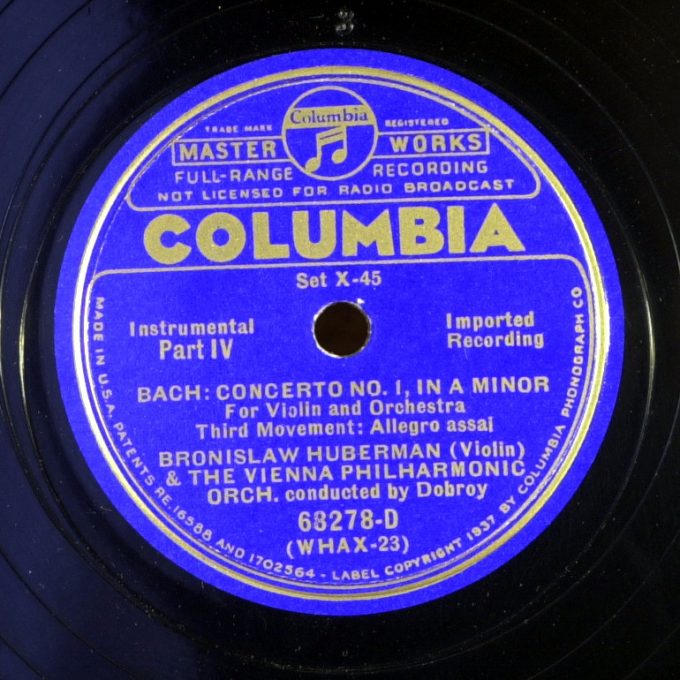 8
Columbia
TRADE MARK REGISTERED
MASTER WORKS
FULL-RANGE RECORDING
NOT LICENSED FOR RADIO BROADCAST
COLUMBIA
Set X-45
Instrumental
Part IV
Imported
Recording
BACH: CONCERTO NO. 1, IN A MINOR
For Violin and Orchestra
Third Movement: Allegro assai
BRONISLAW HUBERMAN (Violin)
& THE VIENNA PHILHARMONIC
ORCH. conducted by Dobroy
68278-D
(WHAX-23)
MADE IN U.S.A. PATENTS RE. 16588 AND 1702564 - LABEL COPYRIGHT 1937 BY COLUMBIA PHONOGRAPH CO